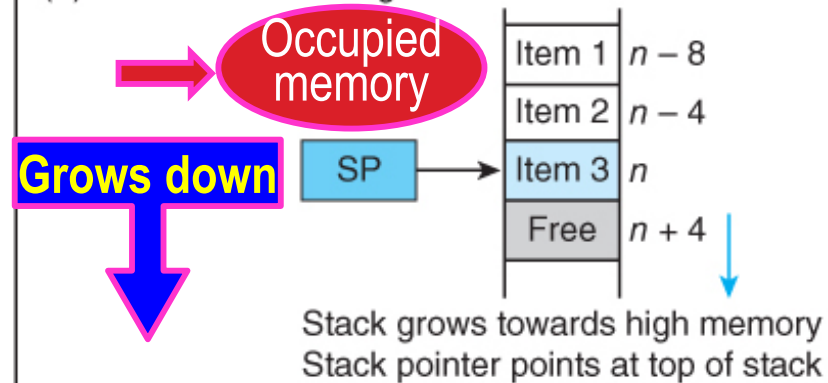 Occupied
memory
Item 1 n – 8
Item 2 n – 4
Grows down
SP
Item 3 n
Free n + 4
Stack grows towards high memory
Stack pointer points at top of stack